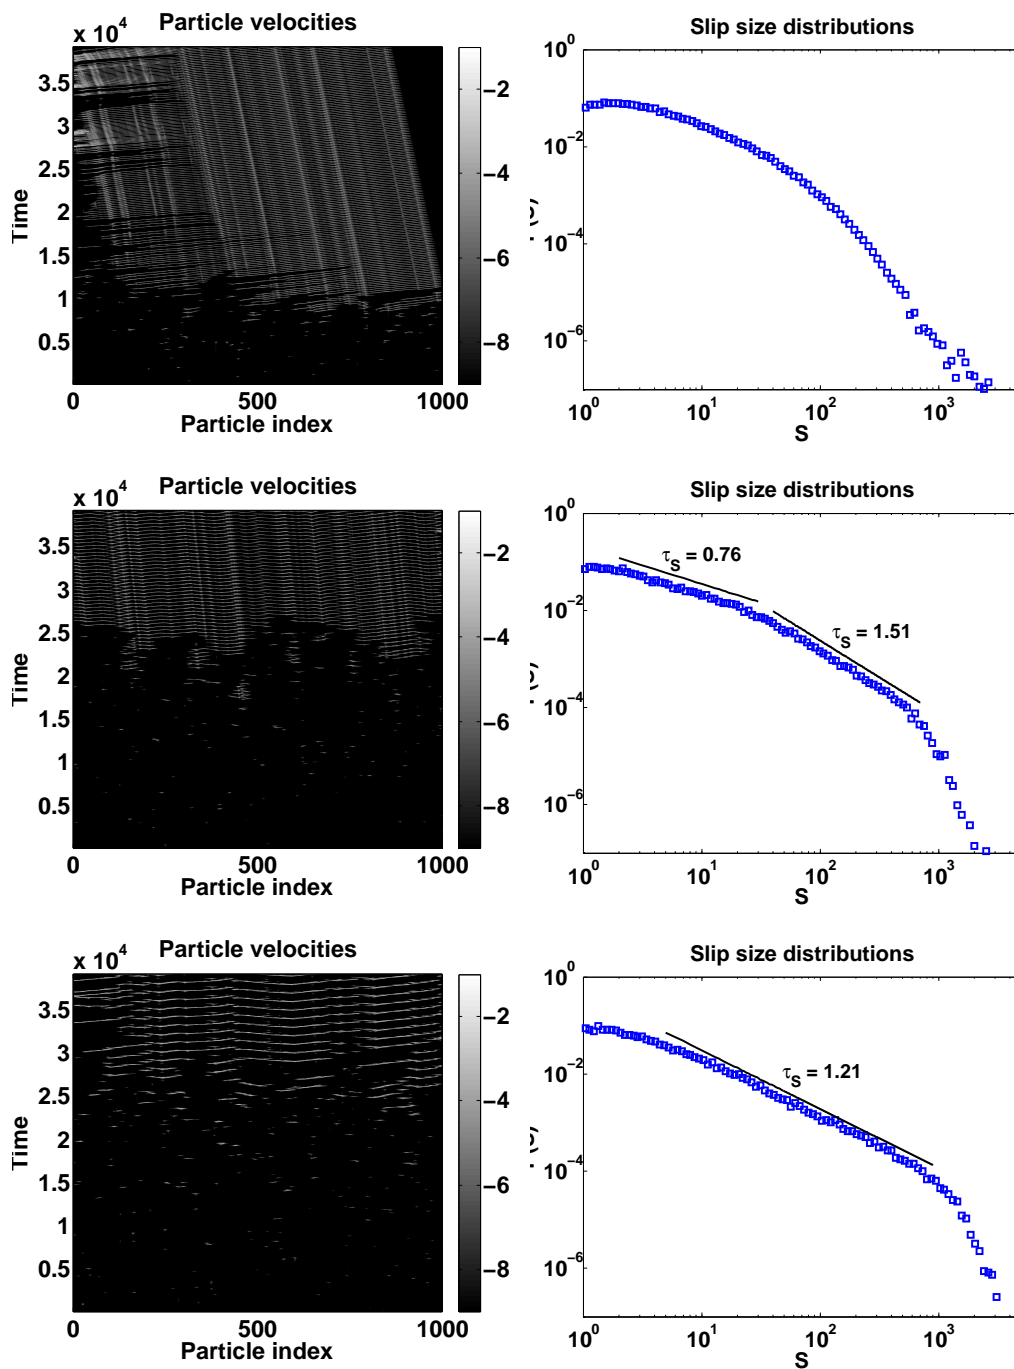 Particle velocities
x 10^4
3.5
3
2.5
2
1.5
1
0.5
Time
0 500 1000
Particle index
−2
−4
−6
−8
Slip size distributions
10^0
10^−2
10^−4
10^−6
10^0 10^1 10^2 10^3
S
Particle velocities
x 10^4
3.5
3
2.5
2
1.5
1
0.5
Time
0 500 1000
Particle index
−2
−4
−6
−8
Slip size distributions
10^0
10^−2
10^−4
10^−6
τ_S = 0.76
τ_S = 1.51
10^0 10^1 10^2 10^3
S
Particle velocities
x 10^4
3.5
3
2.5
2
1.5
1
0.5
Time
0 500 1000
Particle index
−2
−4
−6
−8
Slip size distributions
10^0
10^−2
10^−4
10^−6
τ_S = 1.21
10^0 10^1 10^2 10^3
S